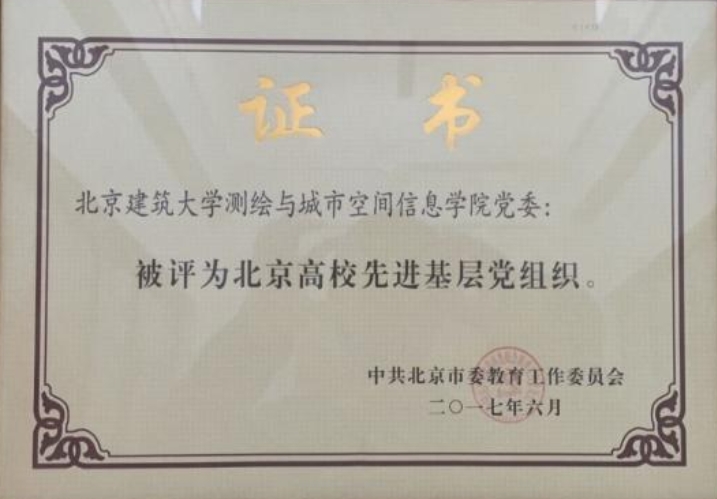 证书
北京建筑大学测绘与城市空间信息学院党委：
被评为北京高校先进基层党组织。
中共北京市委教育工作委员会
二〇一七年六月